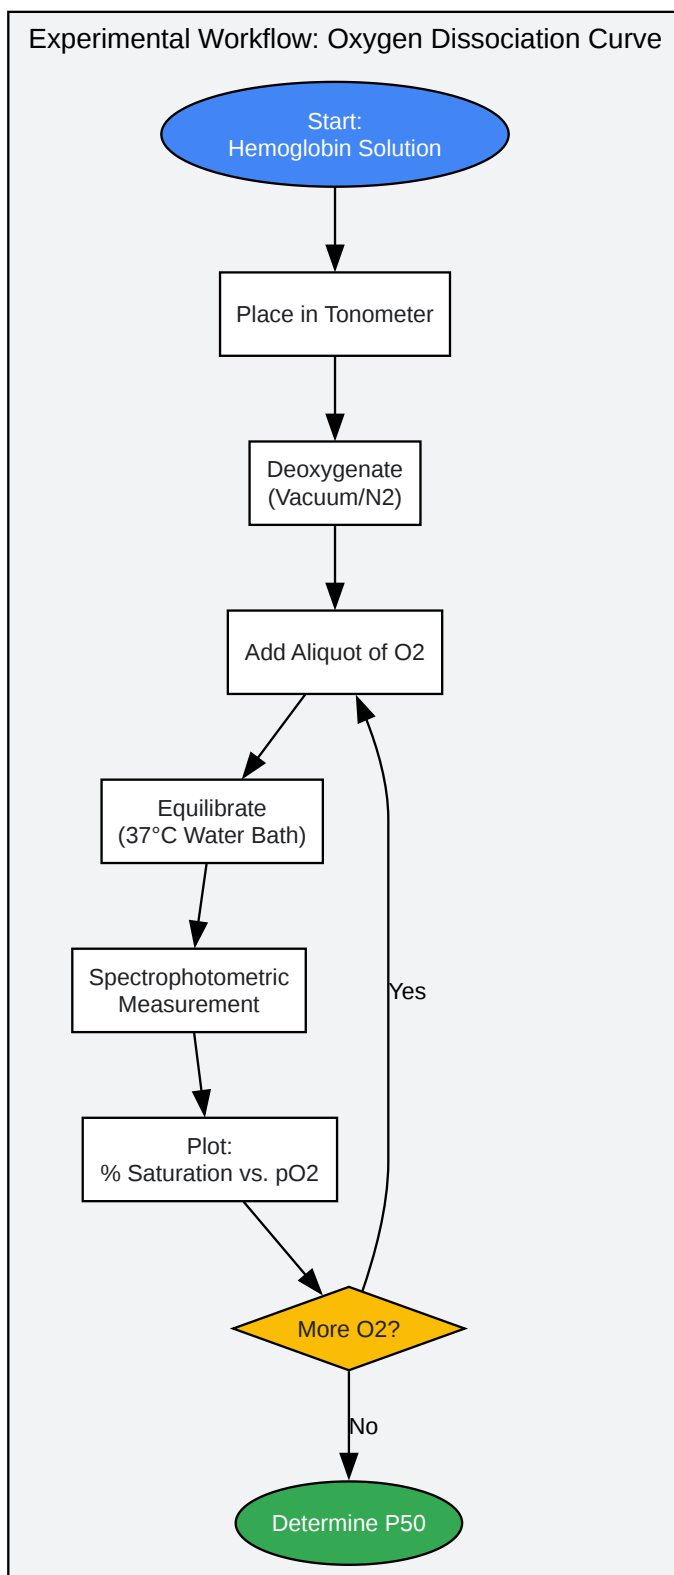 Experimental Workflow: Oxygen Dissociation Curve
Start:
Hemoglobin Solution
Place in Tonometer
Deoxygenate
(Vacuum/N2)
Add Aliquot of O2
Equilibrate
(37°C Water Bath)
Spectrophotometric
Measurement
Yes
Plot:
% Saturation vs. pO2
More O2?
No
Determine P50